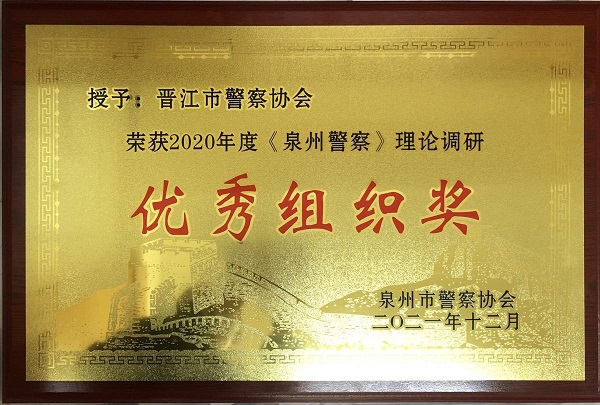 授予：晋江市警察协会
荣获2020年度《泉州警察》理论调研
优秀组织奖
泉州市警察协会
二〇二一年十二月